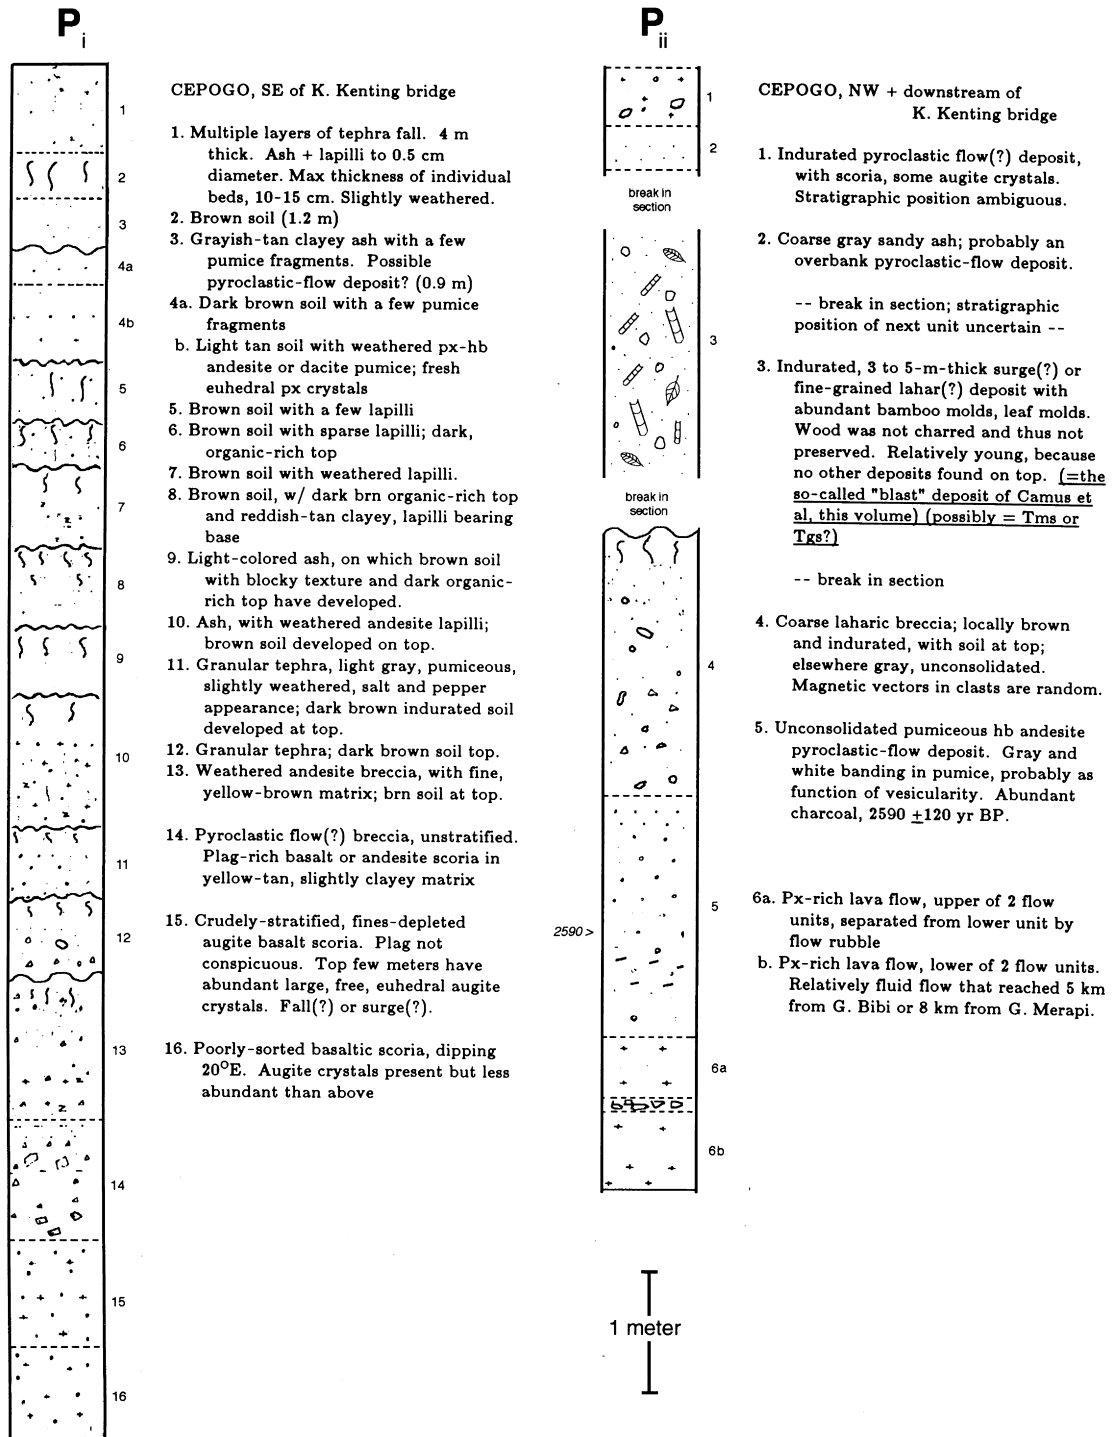 P i
CEPOGO, SE of K. Kenting bridge
1. Multiple layers of tephra fall. 4 m
thick. Ash + lapilli to 0.5 cm
diameter. Max thickness of individual
beds, 10-15 cm. Slightly weathered.
2. Brown soil (1.2 m)
3. Grayish-tan clayey ash with a few
pumice fragments. Possible
pyroclastic-flow deposit? (0.9 m)
4a. Dark brown soil with a few pumice
fragments
b. Light tan soil with weathered px-hb
andesite or dacite pumice; fresh
euhedral px crystals
5. Brown soil with a few lapilli
6. Brown soil with sparse lapilli; dark,
organic-rich top
7. Brown soil with weathered lapilli.
8. Brown soil, w/ dark brn organic-rich top
and reddish-tan clayey, lapilli bearing
base
9. Light-colored ash, on which brown soil
with blocky texture and dark organic-
rich top have developed.
10. Ash, with weathered andesite lapilli;
brown soil developed on top.
11. Granular tephra, light gray, pumiceous,
slightly weathered, salt and pepper
appearance; dark brown indurated soil
developed at top.
12. Granular tephra; dark brown soil top.
13. Weathered andesite breccia, with fine,
yellow-brown matrix; brn soil at top.
14. Pyroclastic flow(?) breccia, unstratified.
Plag-rich basalt or andesite scoria in
yellow-tan, slightly clayey matrix
15. Crudely-stratified, fines-depleted
augite basalt scoria. Plag not
conspicuous. Top few meters have
abundant large, free, euhedral augite
crystals. Fall(?) or surge(?).
16. Poorly-sorted basaltic scoria, dipping
20°E. Augite crystals present but less
abundant than above
1
2
3
4a
4b
5
6
7
8
9
10
11
12
13
14
15
16
P ii
1
2
break in
section
3
break in
section
4
2590 >
5
6a
6b
1 meter
CEPOGO, NW + downstream of
K. Kenting bridge
1. Indurated pyroclastic flow(?) deposit,
with scoria, some augite crystals.
Stratigraphic position ambiguous.
2. Coarse gray sandy ash; probably an
overbank pyroclastic-flow deposit.
-- break in section; stratigraphic
position of next unit uncertain --
3. Indurated, 3 to 5-m-thick surge(?) or
fine-grained lahar(?) deposit with
abundant bamboo molds, leaf molds.
Wood was not charred and thus not
preserved. Relatively young, because
no other deposits found on top. (=the
so-called "blast" deposit of Camus et
al, this volume) (possibly = Tms or
Tgs?)
-- break in section
4. Coarse laharic breccia; locally brown
and indurated, with soil at top;
elsewhere gray, unconsolidated.
Magnetic vectors in clasts are random.
5. Unconsolidated pumiceous hb andesite
pyroclastic-flow deposit. Gray and
white banding in pumice, probably as
function of vesicularity. Abundant
charcoal, 2590 ±120 yr BP.
6a. Px-rich lava flow, upper of 2 flow
units, separated from lower unit by
flow rubble
b. Px-rich lava flow, lower of 2 flow units.
Relatively fluid flow that reached 5 km
from G. Bibi or 8 km from G. Merapi.